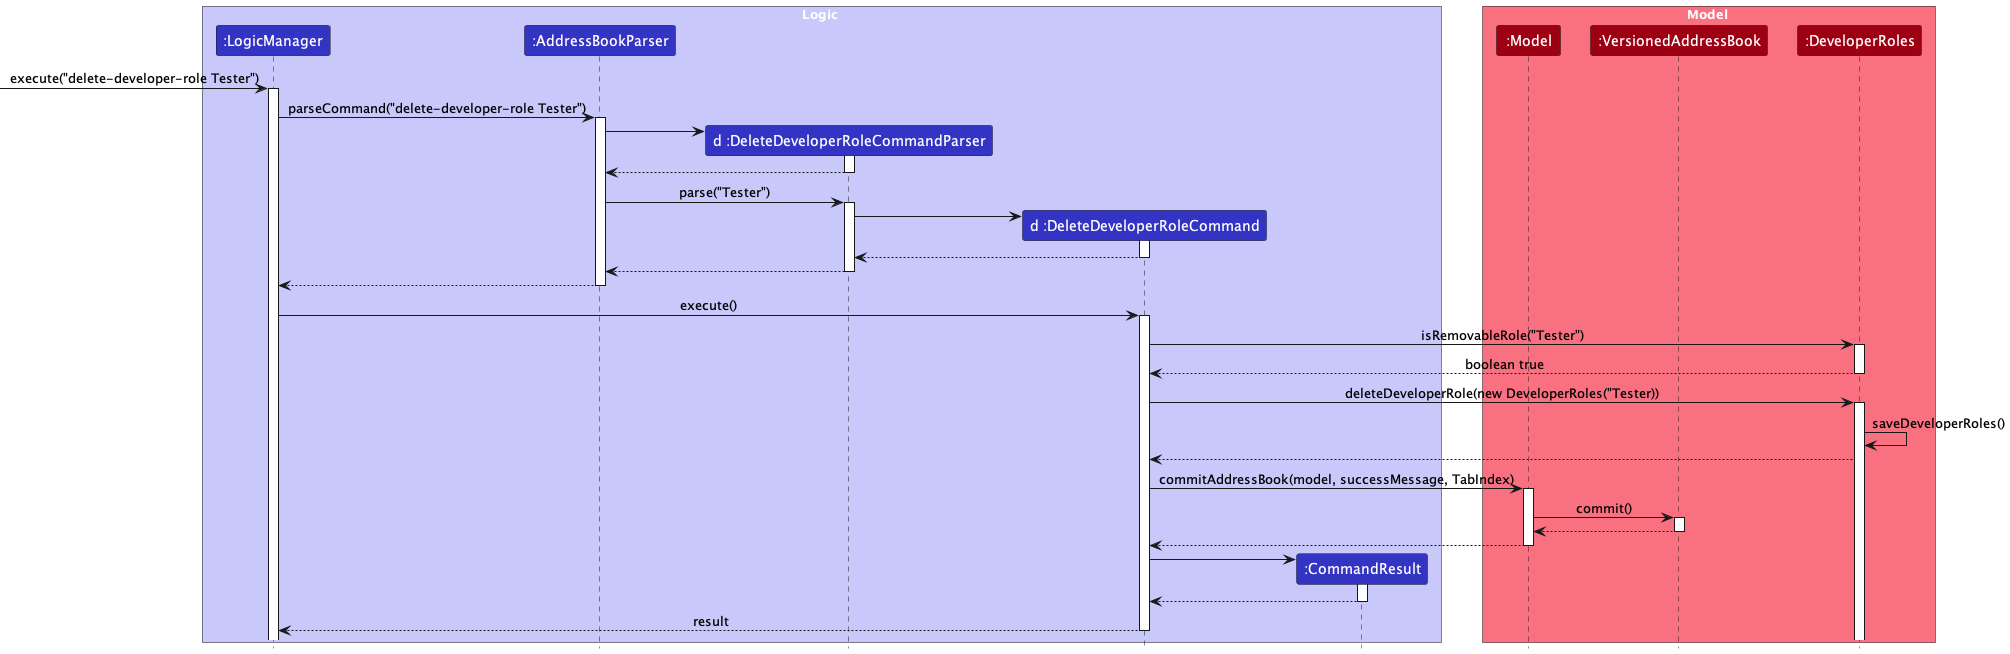 Logic
Model
:LogicManager
:AddressBookParser
:Model
:VersionedAddressBook
:DeveloperRoles
execute("delete-developer-role Tester")
parseCommand("delete-developer-role Tester")
d :DeleteDeveloperRoleCommandParser
parse("Tester")
d :DeleteDeveloperRoleCommand
execute()
isRemovableRole("Tester")
boolean true
deleteDeveloperRole(new DeveloperRoles("Tester))
saveDeveloperRoles()
commitAddressBook(model, successMessage, TabIndex)
commit()
:CommandResult
result